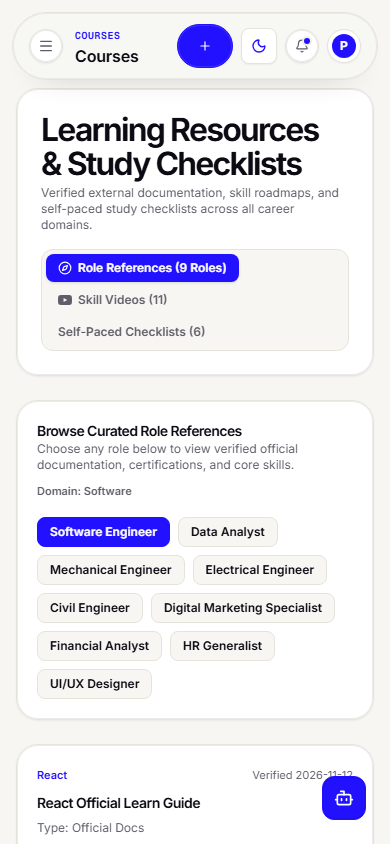 COURSES
Courses
P
Learning Resources
& Study Checklists
Verified external documentation, skill roadmaps, and
self-paced study checklists across all career
domains.
Role References (9 Roles)
Skill Videos (11)
Self-Paced Checklists (6)
Browse Curated Role References
Choose any role below to view verified official
documentation, certifications, and core skills.
Domain: Software
Software Engineer
Data Analyst
Mechanical Engineer
Electrical Engineer
Civil Engineer
Digital Marketing Specialist
Financial Analyst
HR Generalist
UI/UX Designer
React
Verified 2026-11-12
React Official Learn Guide
Type: Official Docs